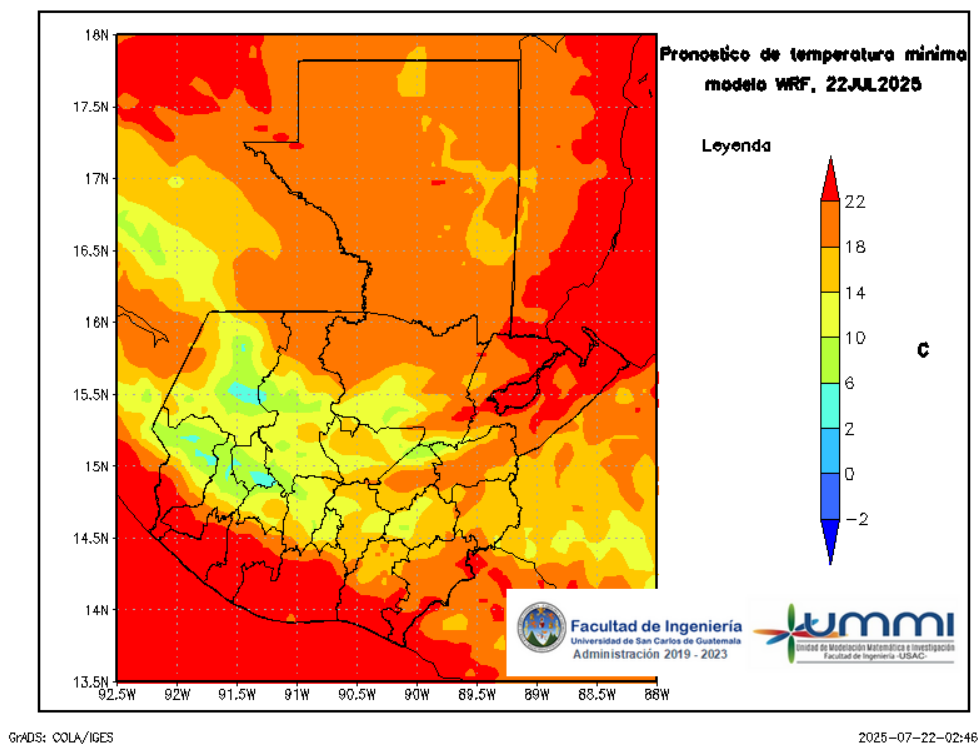 Pronostico de temperatura minima
modelo WRF, 22JUL2025
Leyenda
22
18
14
10
6
2
0
−2
C
18N
17.5N
17N
16.5N
16N
15.5N
15N
14.5N
14N
13.5N
92.5W 92W 91.5W 91W 90.5W 90W 89.5W 89W 88.5W 88W
Facultad de Ingeniería
Universidad de San Carlos de Guatemala
Administración 2019 - 2023
UMMI
Unidad de Modelación Matemática e Investigación
Facultad de Ingeniería -USAC-
GrADS: COLA/IGES
2025-07-22-02:46